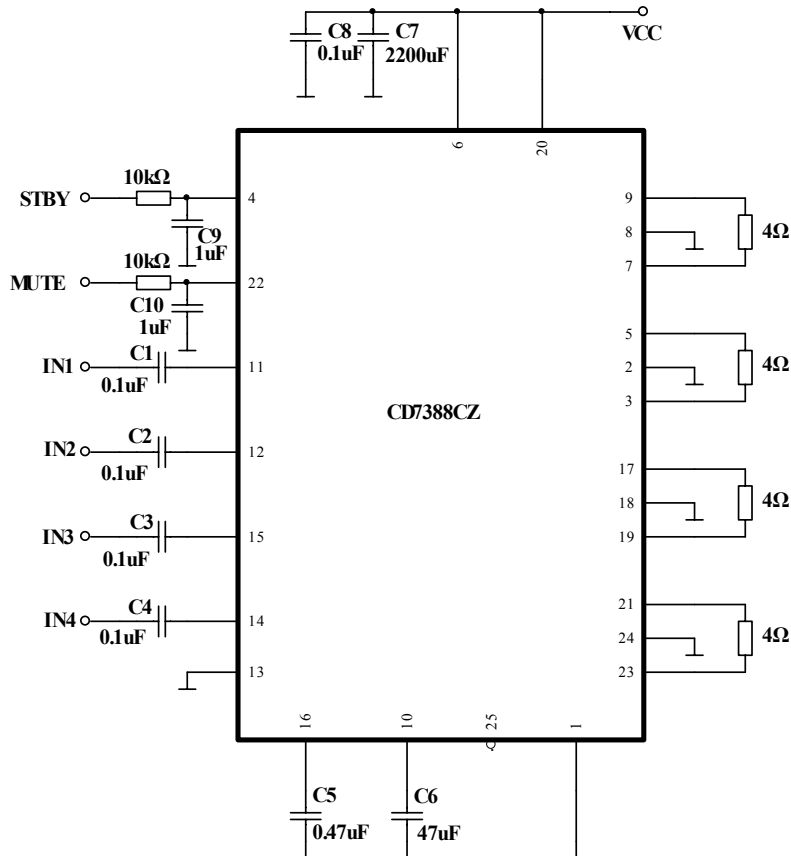 C8
0.1uF
C7
2200uF
VCC
6
20
STBY
10kΩ
4
C9
1uF
MUTE
10kΩ
22
C10
1uF
IN1
C1
0.1uF
11
IN2
C2
0.1uF
12
IN3
C3
0.1uF
15
IN4
C4
0.1uF
14
13
CD7388CZ
9
8
7
4Ω
5
2
3
4Ω
17
18
19
4Ω
21
24
23
4Ω
16
10
25
1
C5
0.47uF
C6
47uF